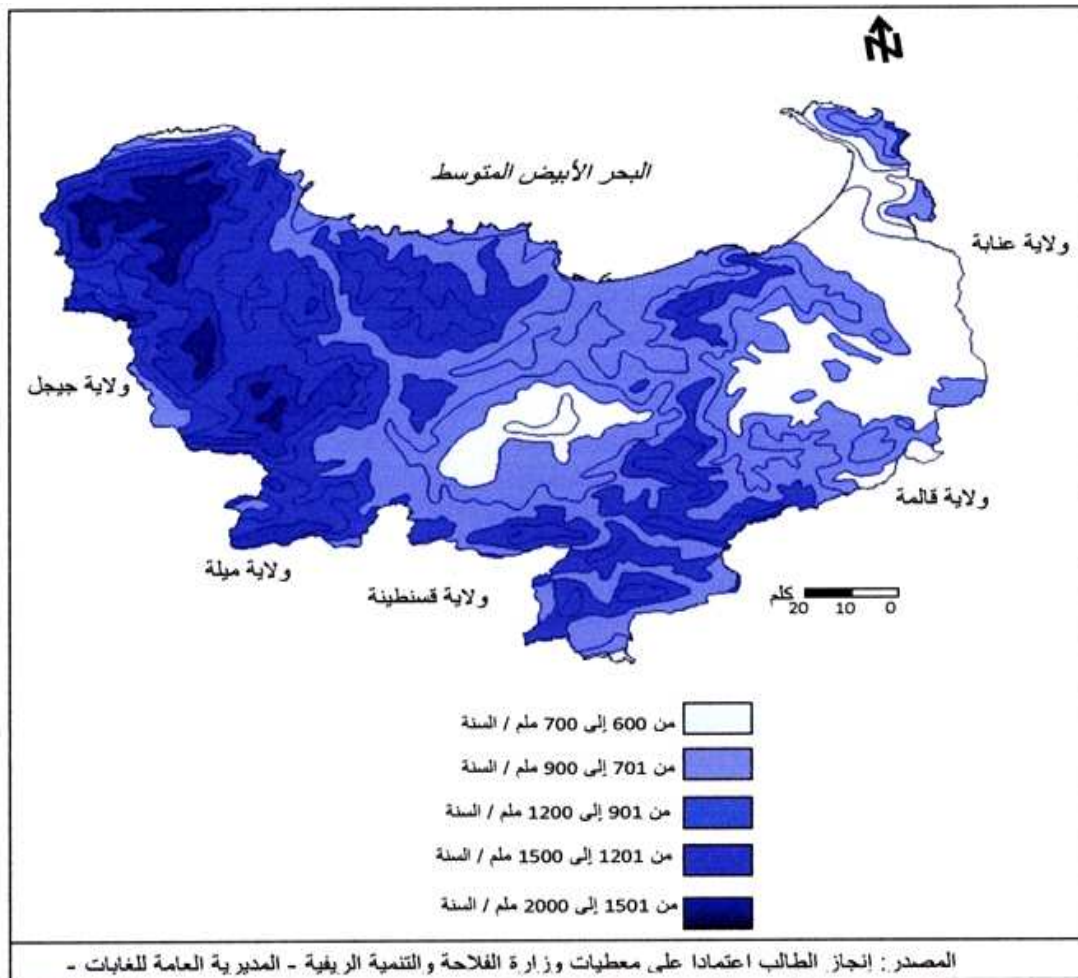 N
البحر الأبيض المتوسط
ولاية عنابة
ولاية جيجل
ولاية قالمة
ولاية ميلة
ولاية قسنطينة
كلم
20 10 0
من 600 إلى 700 ملم / السنة
من 701 إلى 900 ملم / السنة
من 901 إلى 1200 ملم / السنة
من 1201 إلى 1500 ملم / السنة
من 1501 إلى 2000 ملم / السنة
المصدر: إنجاز الطالب اعتمادا على معطيات وزارة الفلاحة والتنمية الريفية - المديرية العامة للغابات -